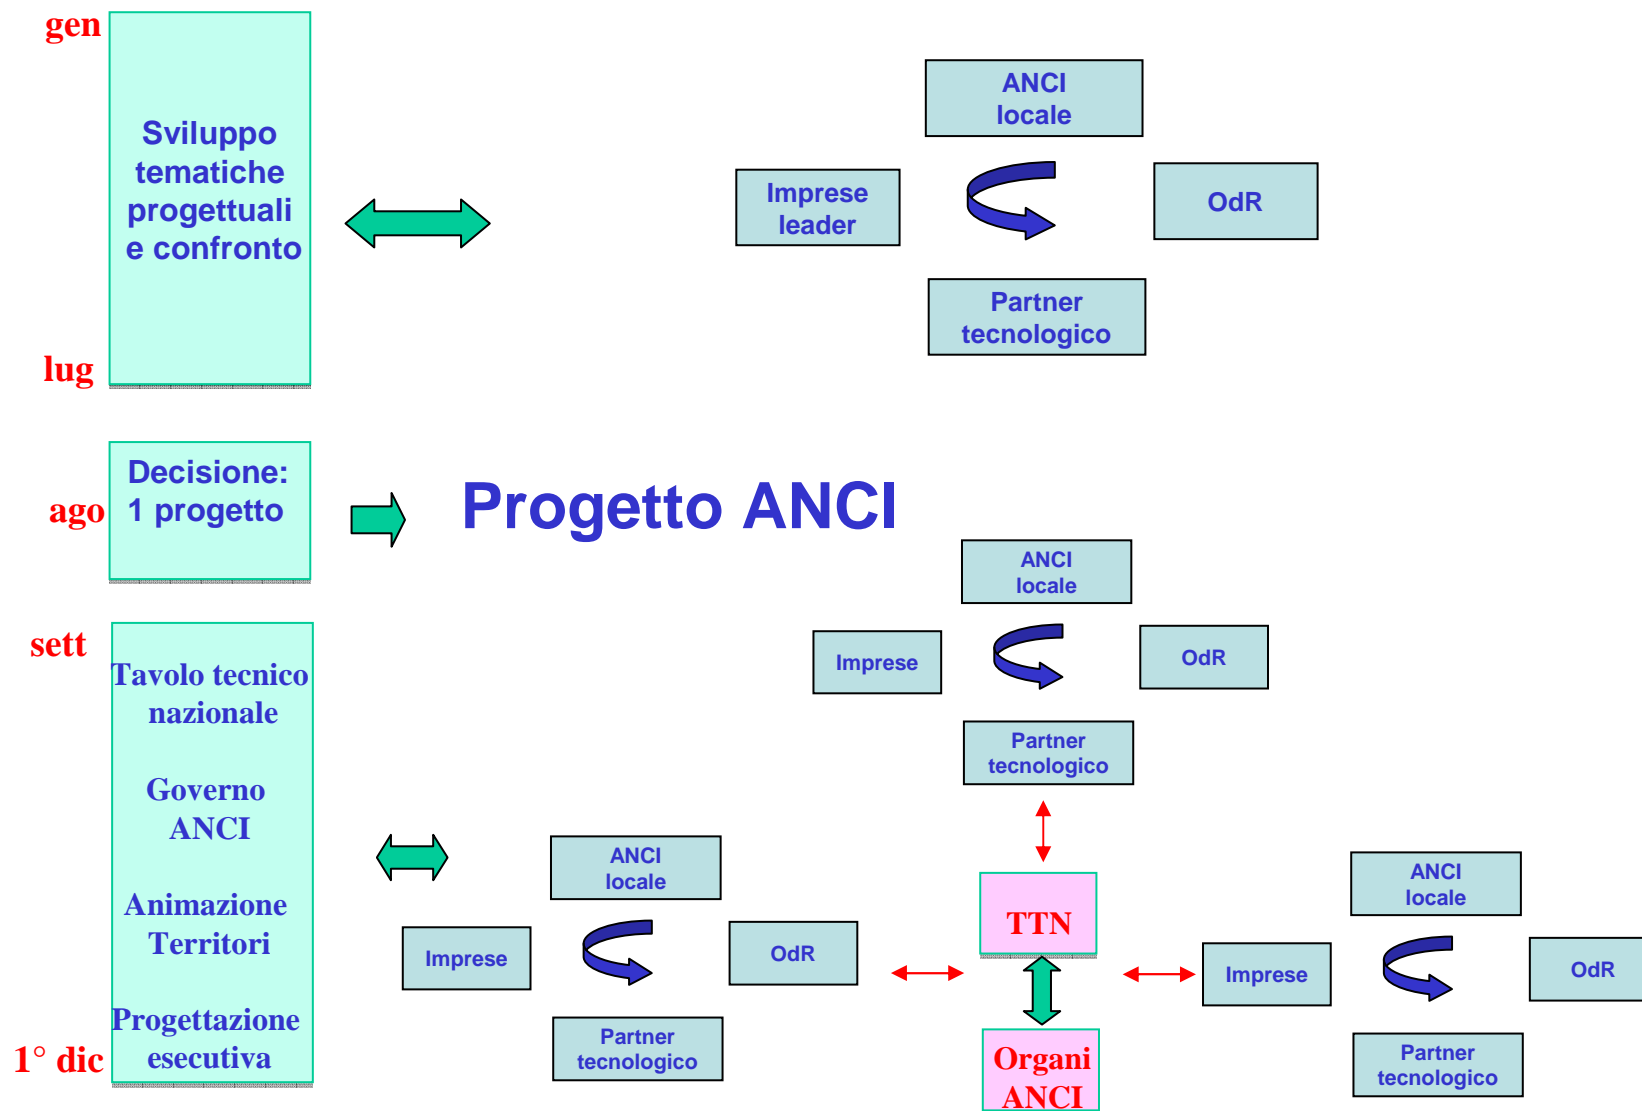 gen
Sviluppo
tematiche
progettuali
e confronto
lug
ANCI
locale
Imprese
leader
OdR
Partner
tecnologico
ago
Decisione:
1 progetto
Progetto ANCI
sett
Tavolo tecnico
nazionale
Governo
ANCI
Animazione
Territori
Progettazione
esecutiva
1° dic
ANCI
locale
Imprese
OdR
Partner
tecnologico
ANCI
locale
Imprese
OdR
Partner
tecnologico
TTN
Organi
ANCI
ANCI
locale
Imprese
OdR
Partner
tecnologico